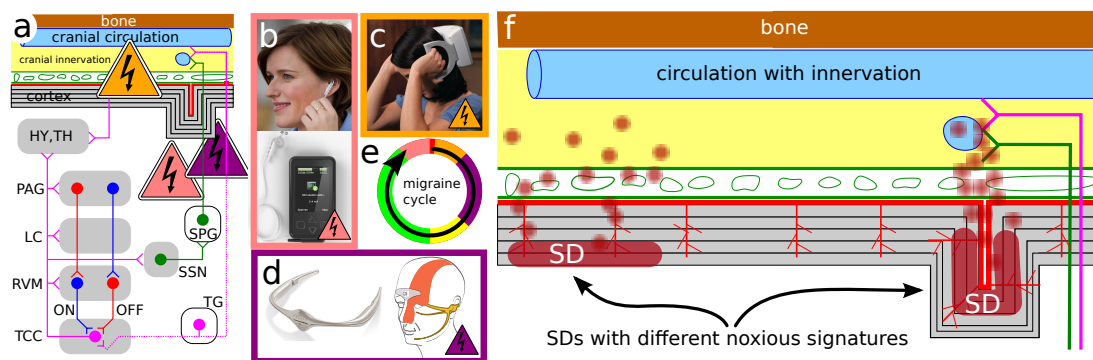 a
bone
cranial circulation
cranial innervation
cortex
HY,TH
PAG
LC
SPG
SSN
RVM
ON
OFF
TG
TCC
b
c
e
migraine
cycle
d
f
bone
circulation with innervation
SD
SD
SDs with different noxious signatures